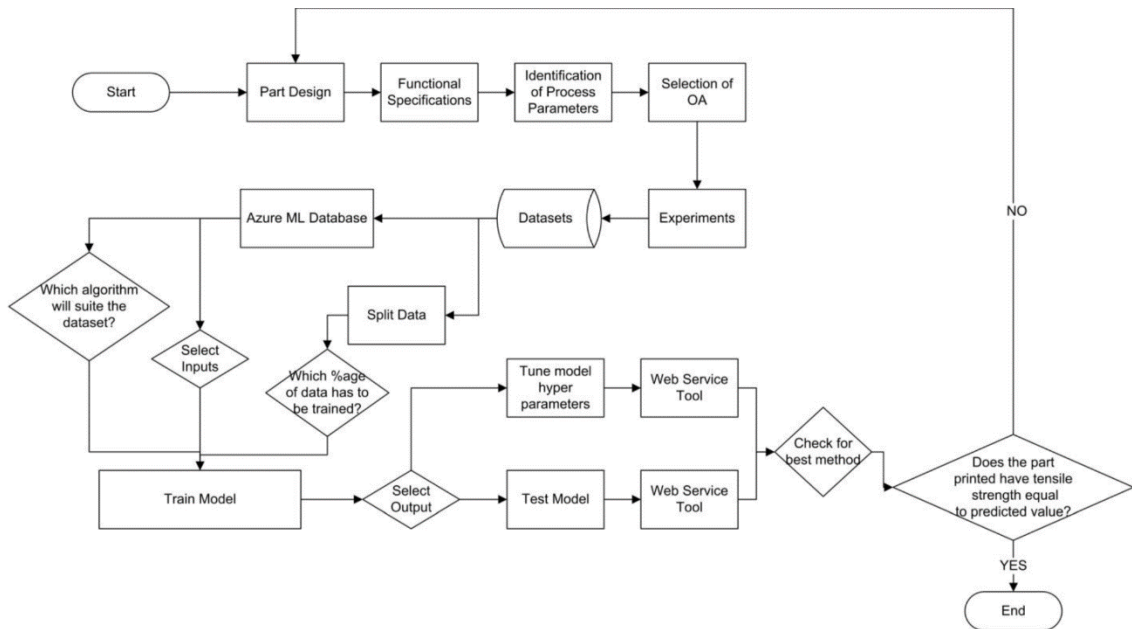 Start
Part Design
Functional
Specifications
Identification
of Process
Parameters
Selection of
OA
Azure ML Database
Datasets
Experiments
NO
Which algorithm
will suite the
dataset?
Split Data
Select
Inputs
Which %age
of data has to
be trained?
Tune model
hyper
parameters
Web Service
Tool
Check for
best method
Does the part
printed have tensile
strength equal
to predicted value?
Train Model
Select
Output
Test Model
Web Service
Tool
YES
End